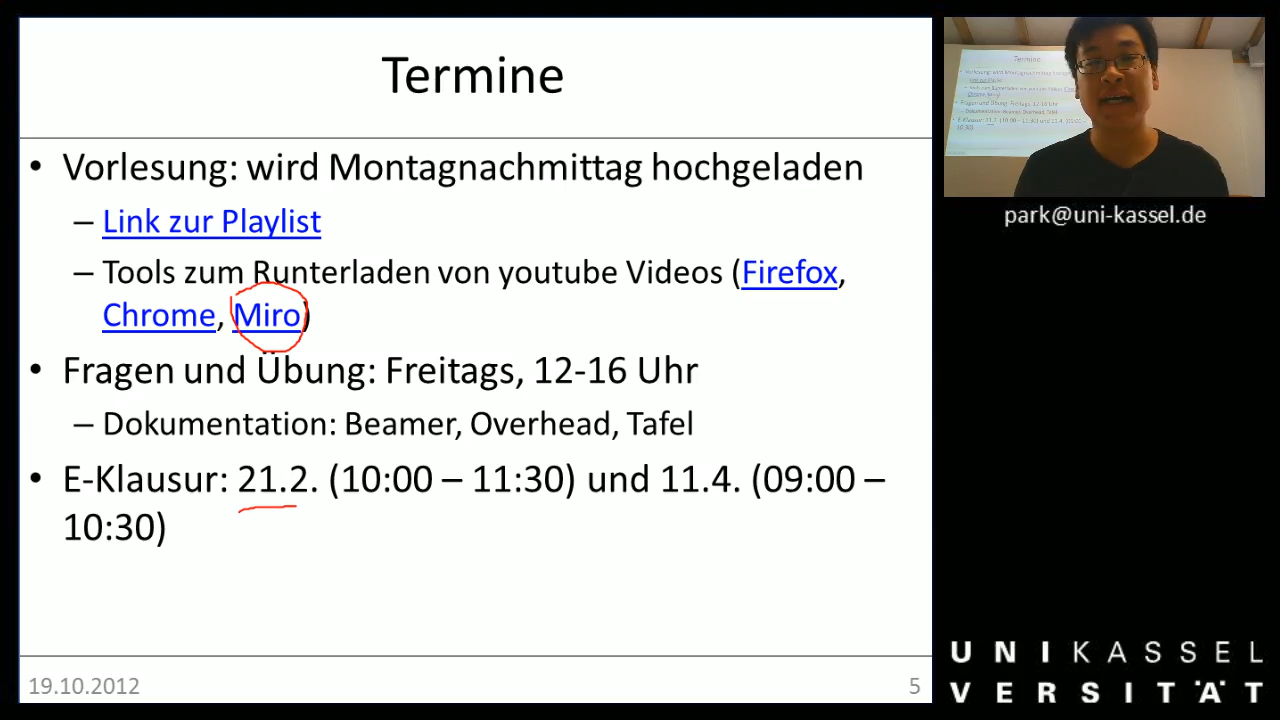 Termine
• Vorlesung: wird Montagnachmittag hochgeladen
– Link zur Playlist
– Tools zum Runterladen von youtube Videos (Firefox,
Chrome, Miro)
• Fragen und Übung: Freitags, 12-16 Uhr
– Dokumentation: Beamer, Overhead, Tafel
• E-Klausur: 21.2. (10:00 – 11:30) und 11.4. (09:00 –
10:30)
19.10.2012
5
park@uni-kassel.de
UNIKASSEL
VERSITÄT